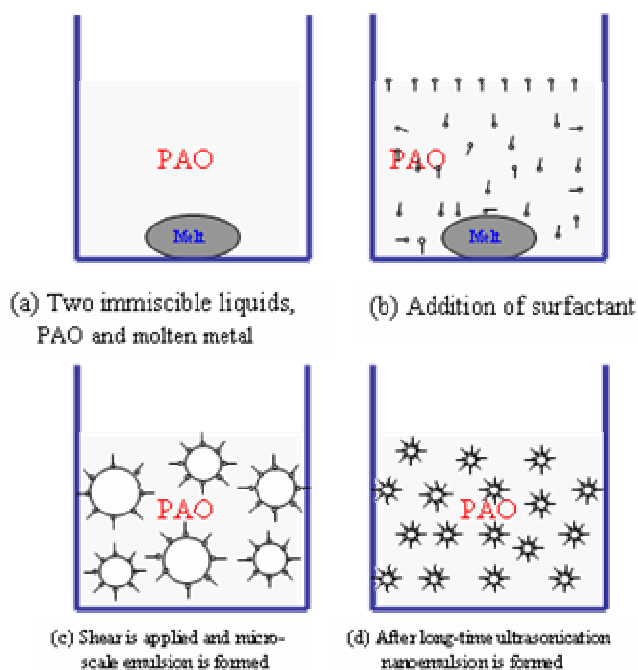 PAO
Melt
(a) Two immiscible liquids,
PAO and molten metal
PAO
Melt
(b) Addition of surfactant
PAO
(c) Shear is applied and micro-
scale emulsion is formed
PAO
(d) After long-time ultrasonication
nanoemulsion is formed